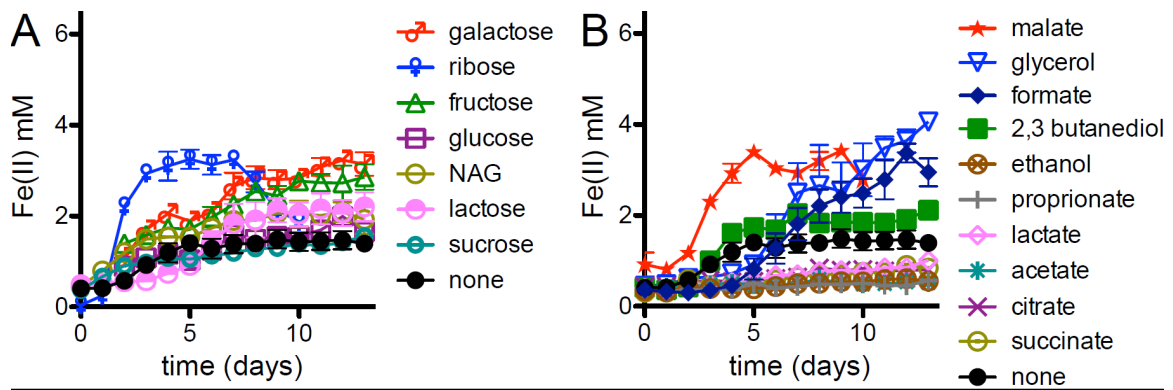 A
Fe(II) mM
6
4
2
0
0
5
10
time (days)
galactose
ribose
fructose
glucose
NAG
lactose
sucrose
none
B
Fe(II) mM
6
4
2
0
0
5
10
time (days)
malate
glycerol
formate
2,3 butanediol
ethanol
proprionate
lactate
acetate
citrate
succinate
none